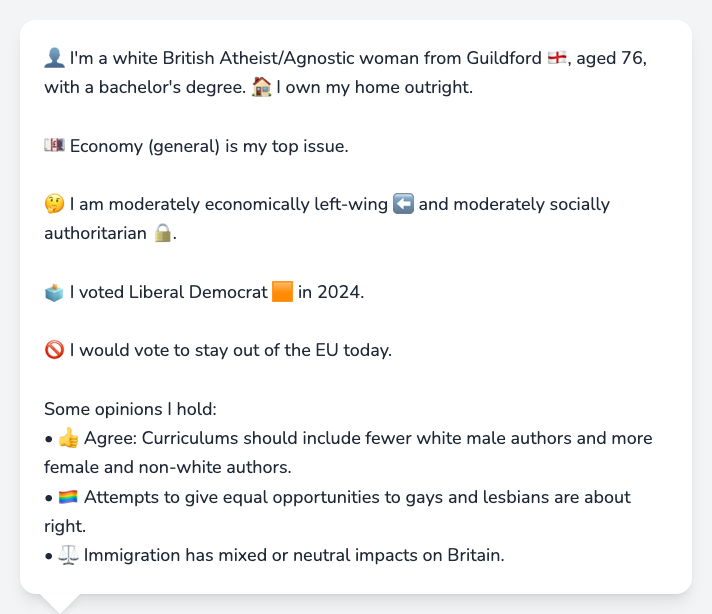 👤 I'm a white British Atheist/Agnostic woman from Guildford 🏴󠁧󠁢󠁥󠁮󠁧󠁿, aged 76,
with a bachelor's degree. 🏠 I own my home outright.
💷 Economy (general) is my top issue.
🤔 I am moderately economically left-wing ⬅️ and moderately socially
authoritarian 🔒.
🗳️ I voted Liberal Democrat 🟧 in 2024.
🚫 I would vote to stay out of the EU today.
Some opinions I hold:
• 👍 Agree: Curriculums should include fewer white male authors and more
female and non-white authors.
• 🏳️‍🌈 Attempts to give equal opportunities to gays and lesbians are about
right.
• ⚖️ Immigration has mixed or neutral impacts on Britain.